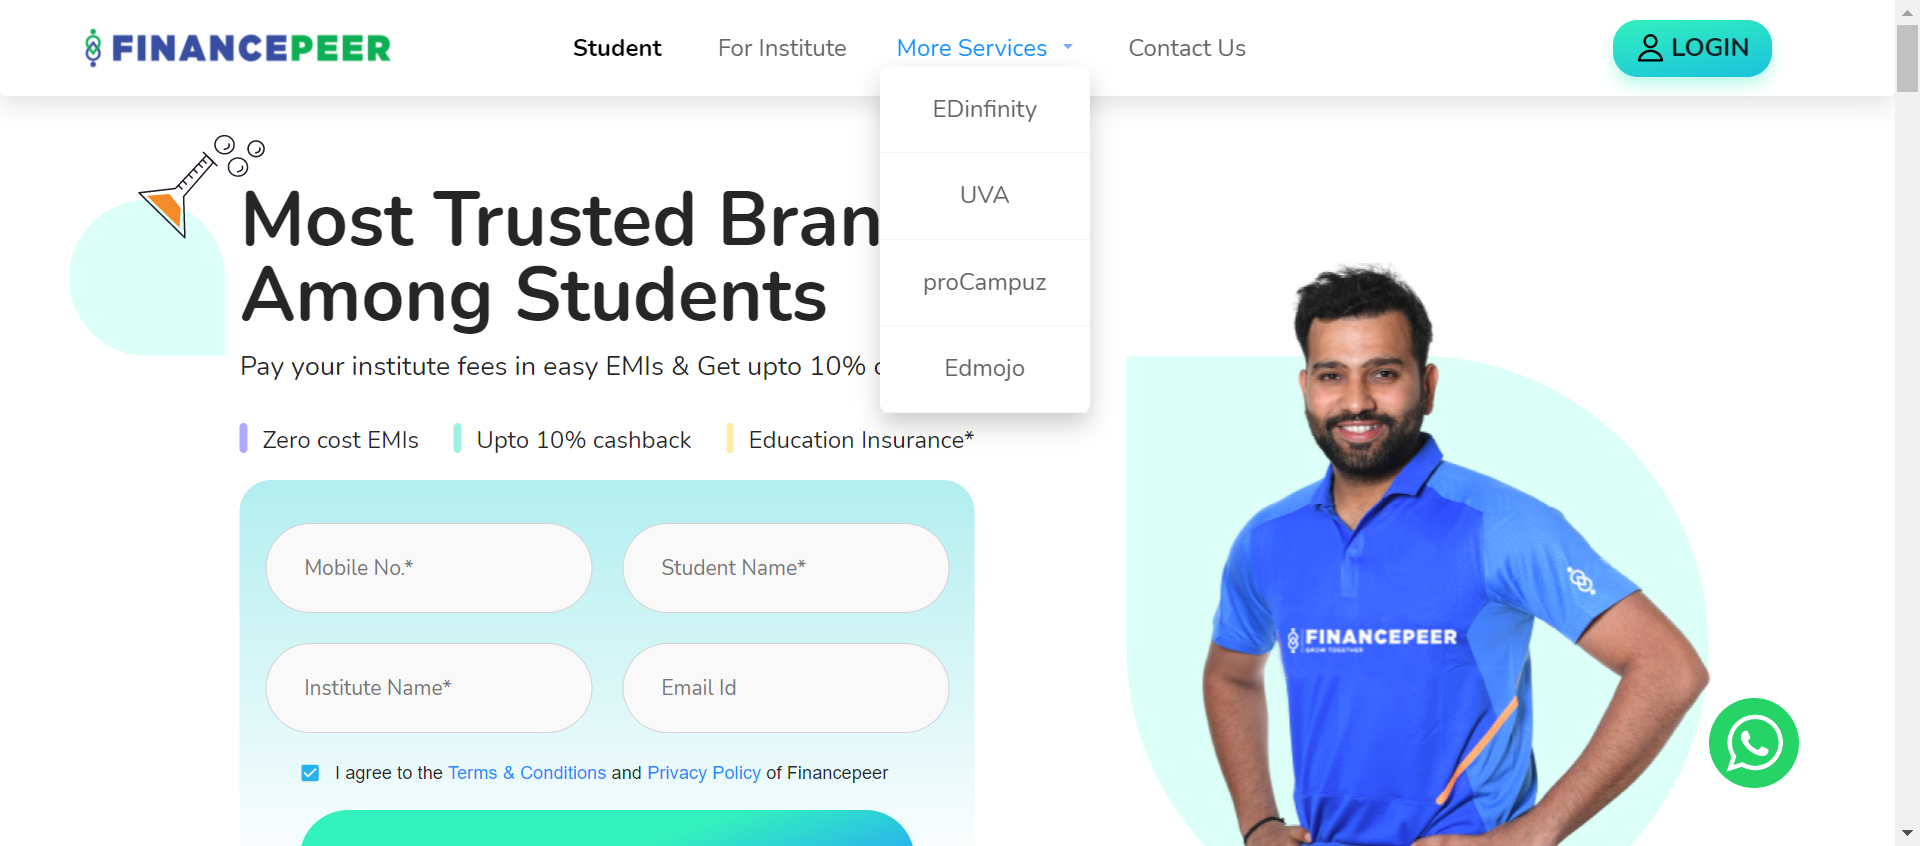 FINANCEPEER
Student
For Institute
More Services
Contact Us
LOGIN
EDinfinity
UVA
proCampuz
Edmojo
Most Trusted Bran
Among Students
Pay your institute fees in easy EMIs & Get upto 10%
Zero cost EMIs
Upto 10% cashback
Education Insurance*
Mobile No.*
Student Name*
Institute Name*
Email Id
I agree to the Terms & Conditions and Privacy Policy of Financepeer
FINANCEPEER
GROW TOGETHER